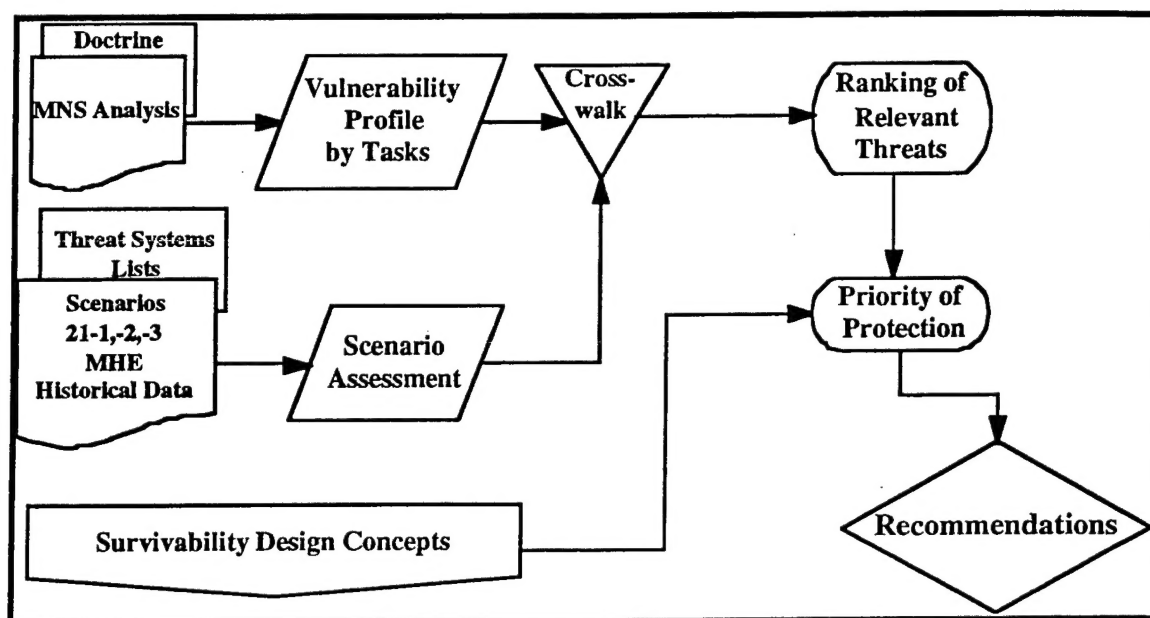 Doctrine
MNS Analysis
Vulnerability
Profile
by Tasks
Cross-
walk
Ranking of
Relevant
Threats
Threat Systems
Lists
Scenarios
21-1,-2,-3
MHE
Historical Data
Scenario
Assessment
Priority of
Protection
Survivability Design Concepts
Recommendations